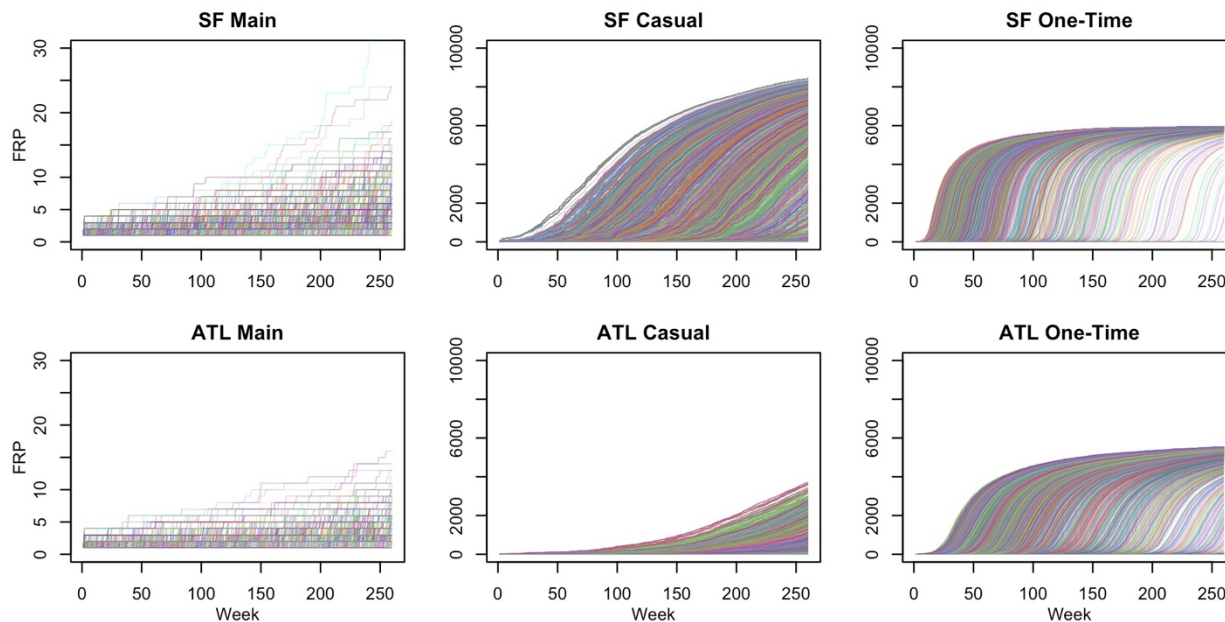 SF Main
SF Casual
SF One-Time
FRP
0 5 10 20 30
0 2000 6000 10000
0 2000 6000 10000
0 50 100 150 200 250
0 50 100 150 200 250
0 50 100 150 200 250
ATL Main
ATL Casual
ATL One-Time
FRP
0 5 10 20 30
0 2000 6000 10000
0 2000 6000 10000
0 50 100 150 200 250
0 50 100 150 200 250
0 50 100 150 200 250
Week
Week
Week